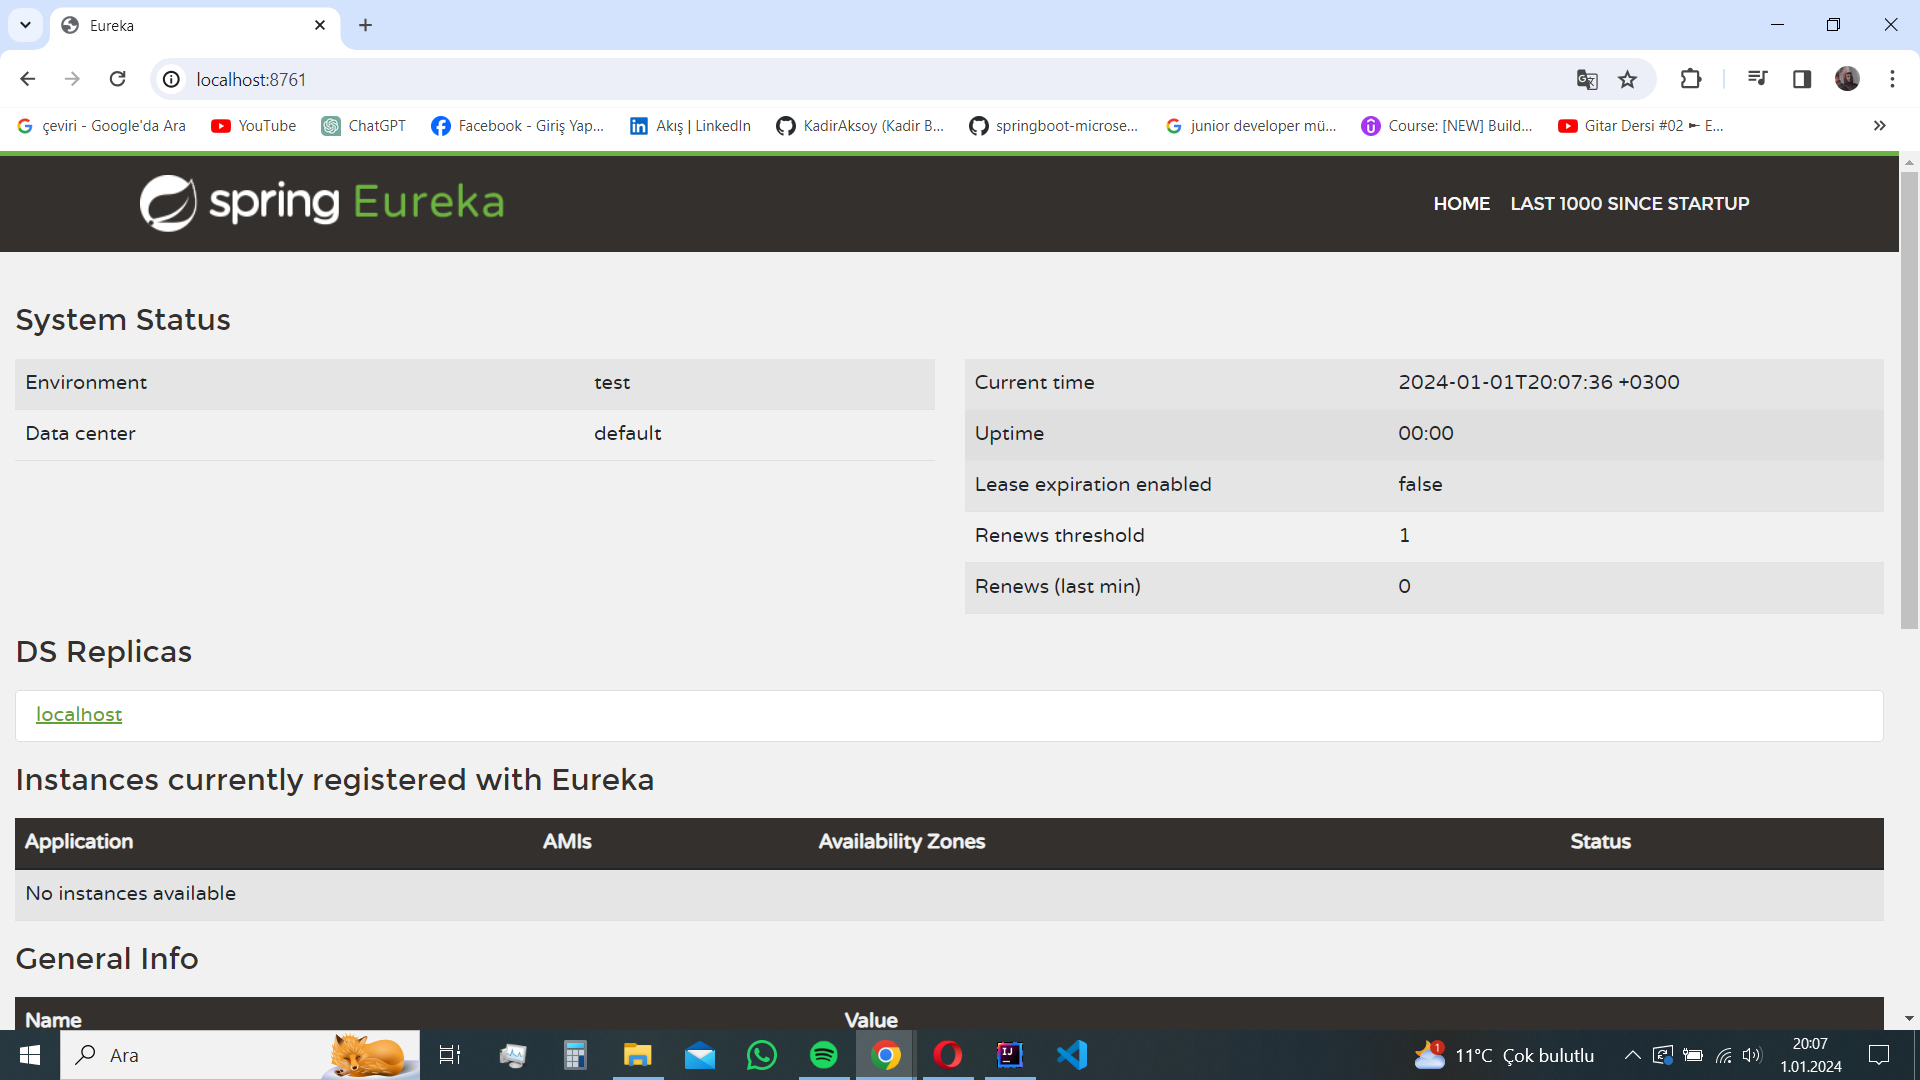 Eureka
localhost:8761
çeviri - Google'da Ara
YouTube
ChatGPT
Facebook - Giriş Yap...
Akış | LinkedIn
KadirAksoy (Kadir B...
springboot-microse...
junior developer mü...
Course: [NEW] Build...
Gitar Dersi #02 ► E...
spring Eureka
HOME LAST 1000 SINCE STARTUP
System Status
Environment test
Data center default
Current time 2024-01-01T20:07:36 +0300
Uptime 00:00
Lease expiration enabled false
Renews threshold 1
Renews (last min) 0
DS Replicas
localhost
Instances currently registered with Eureka
Application AMIs Availability Zones Status
No instances available
General Info
Name Value
Ara
1
11°C Çok bulutlu
20:07
1.01.2024